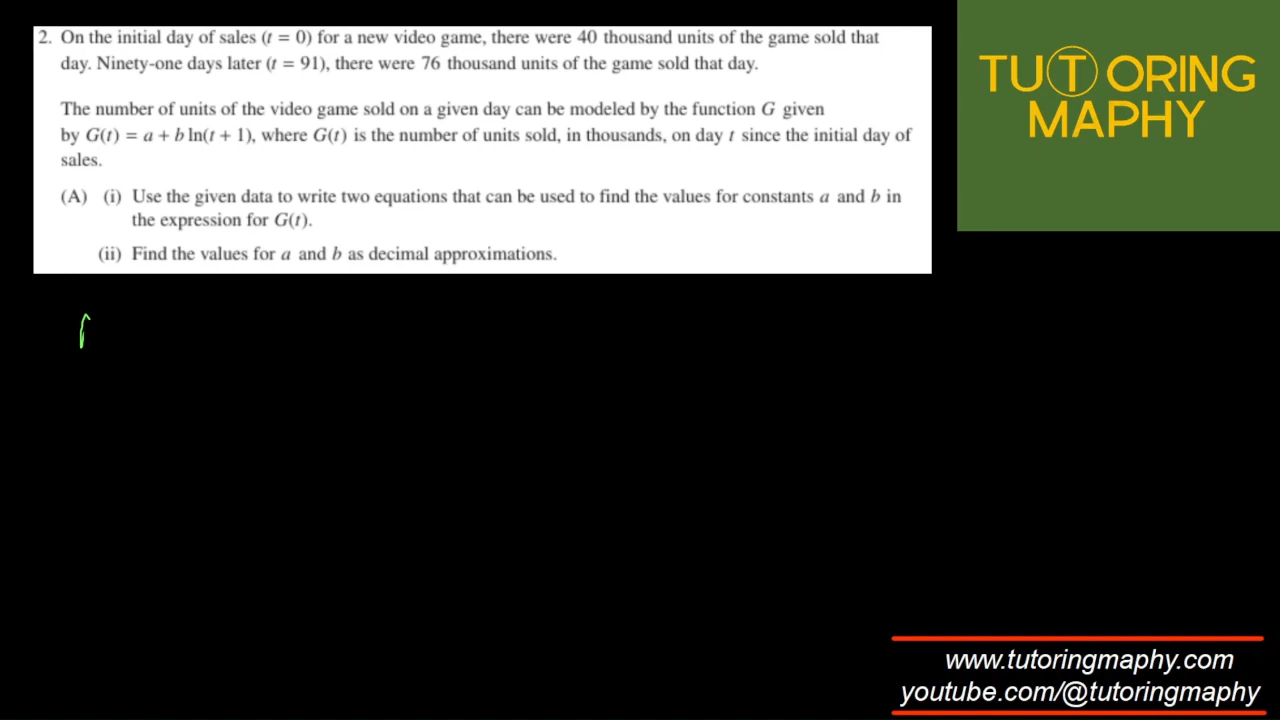 2. On the initial day of sales (t = 0) for a new video game, there were 40 thousand units of the game sold that
day. Ninety-one days later (t = 91), there were 76 thousand units of the game sold that day.
The number of units of the video game sold on a given day can be modeled by the function G given
by G(t) = a + b ln(t + 1), where G(t) is the number of units sold, in thousands, on day t since the initial day of
sales.
(A) (i) Use the given data to write two equations that can be used to find the values for constants a and b in
the expression for G(t).
(ii) Find the values for a and b as decimal approximations.
TUTORING
MAPHY
www.tutoringmaphy.com
youtube.com/@tutoringmaphy